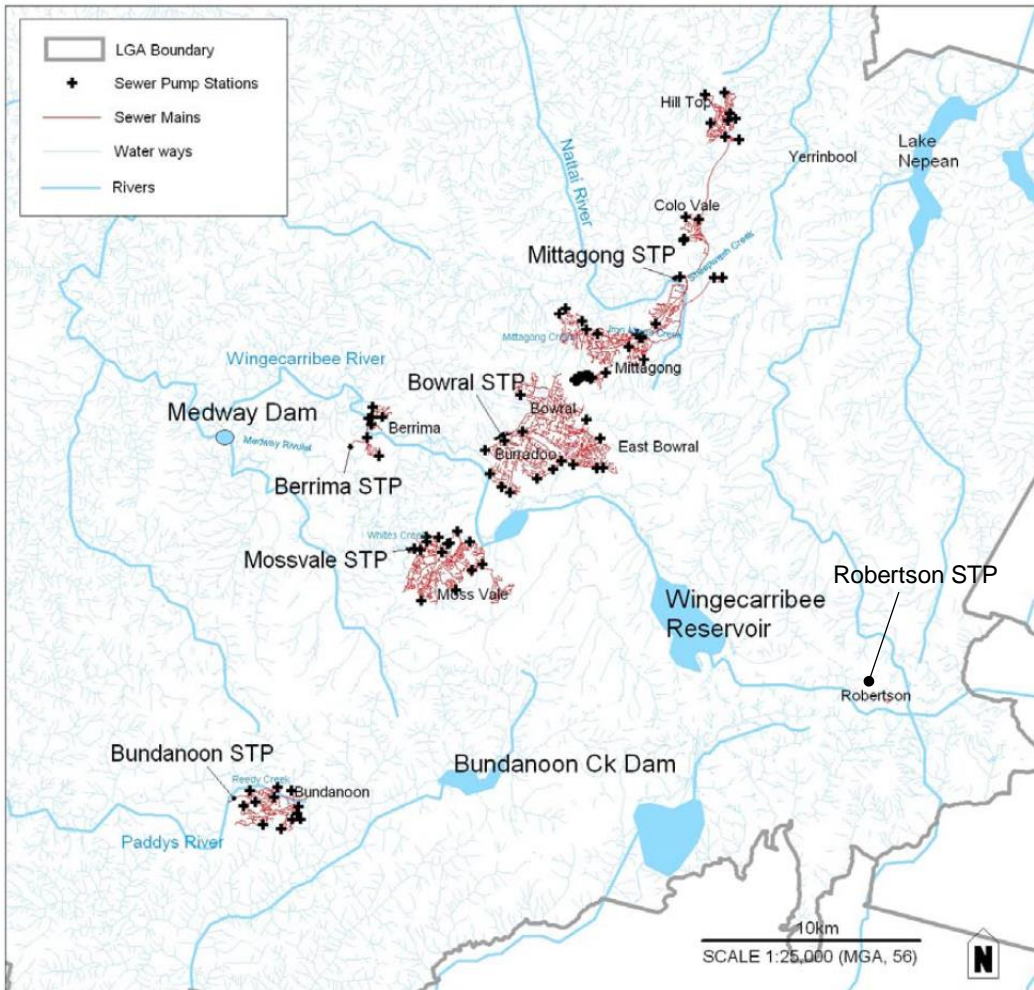 LGA Boundary
Sewer Pump Stations
Sewer Mains
Water ways
Rivers
Hill Top
Nattai River
Yerrinbool
Lake
Nepean
Colo Vale
Mittagong STP
Mittagong Creek
Wingecarribee River
Mittagong
Bowral STP
Medway Dam
Bowral
Medway Rivulet
Berrima
East Bowral
Burradoo
Berrima STP
Whites Creek
Mossvale STP
Moss Vale
Robertson STP
Wingecarribee
Reservoir
Robertson
Bundanoon STP
Bundanoon Ck Dam
Reedy Creek
Bundanoon
Paddys River
10km
SCALE 1:25,000 (MGA, 56)
N